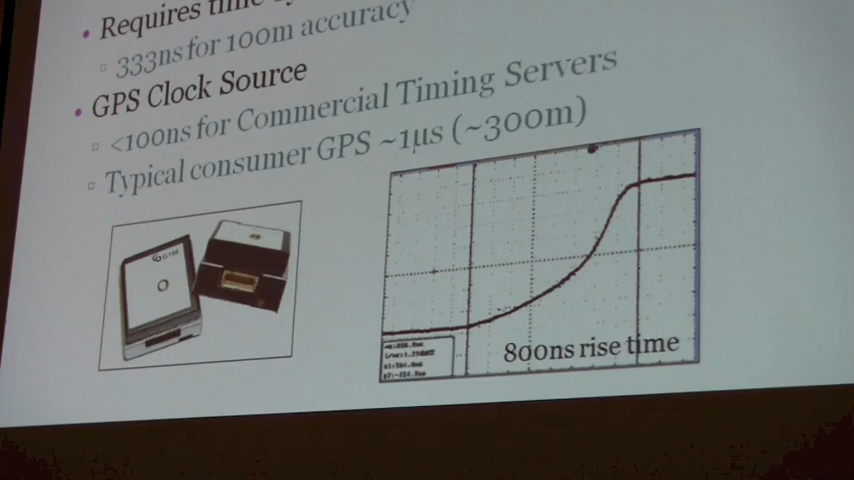 • Requires time
▫ 333ns for 100m accuracy
• GPS Clock Source
▫ <100ns for Commercial Timing Servers
▫ Typical consumer GPS ~1µs (~300m)
800ns rise time